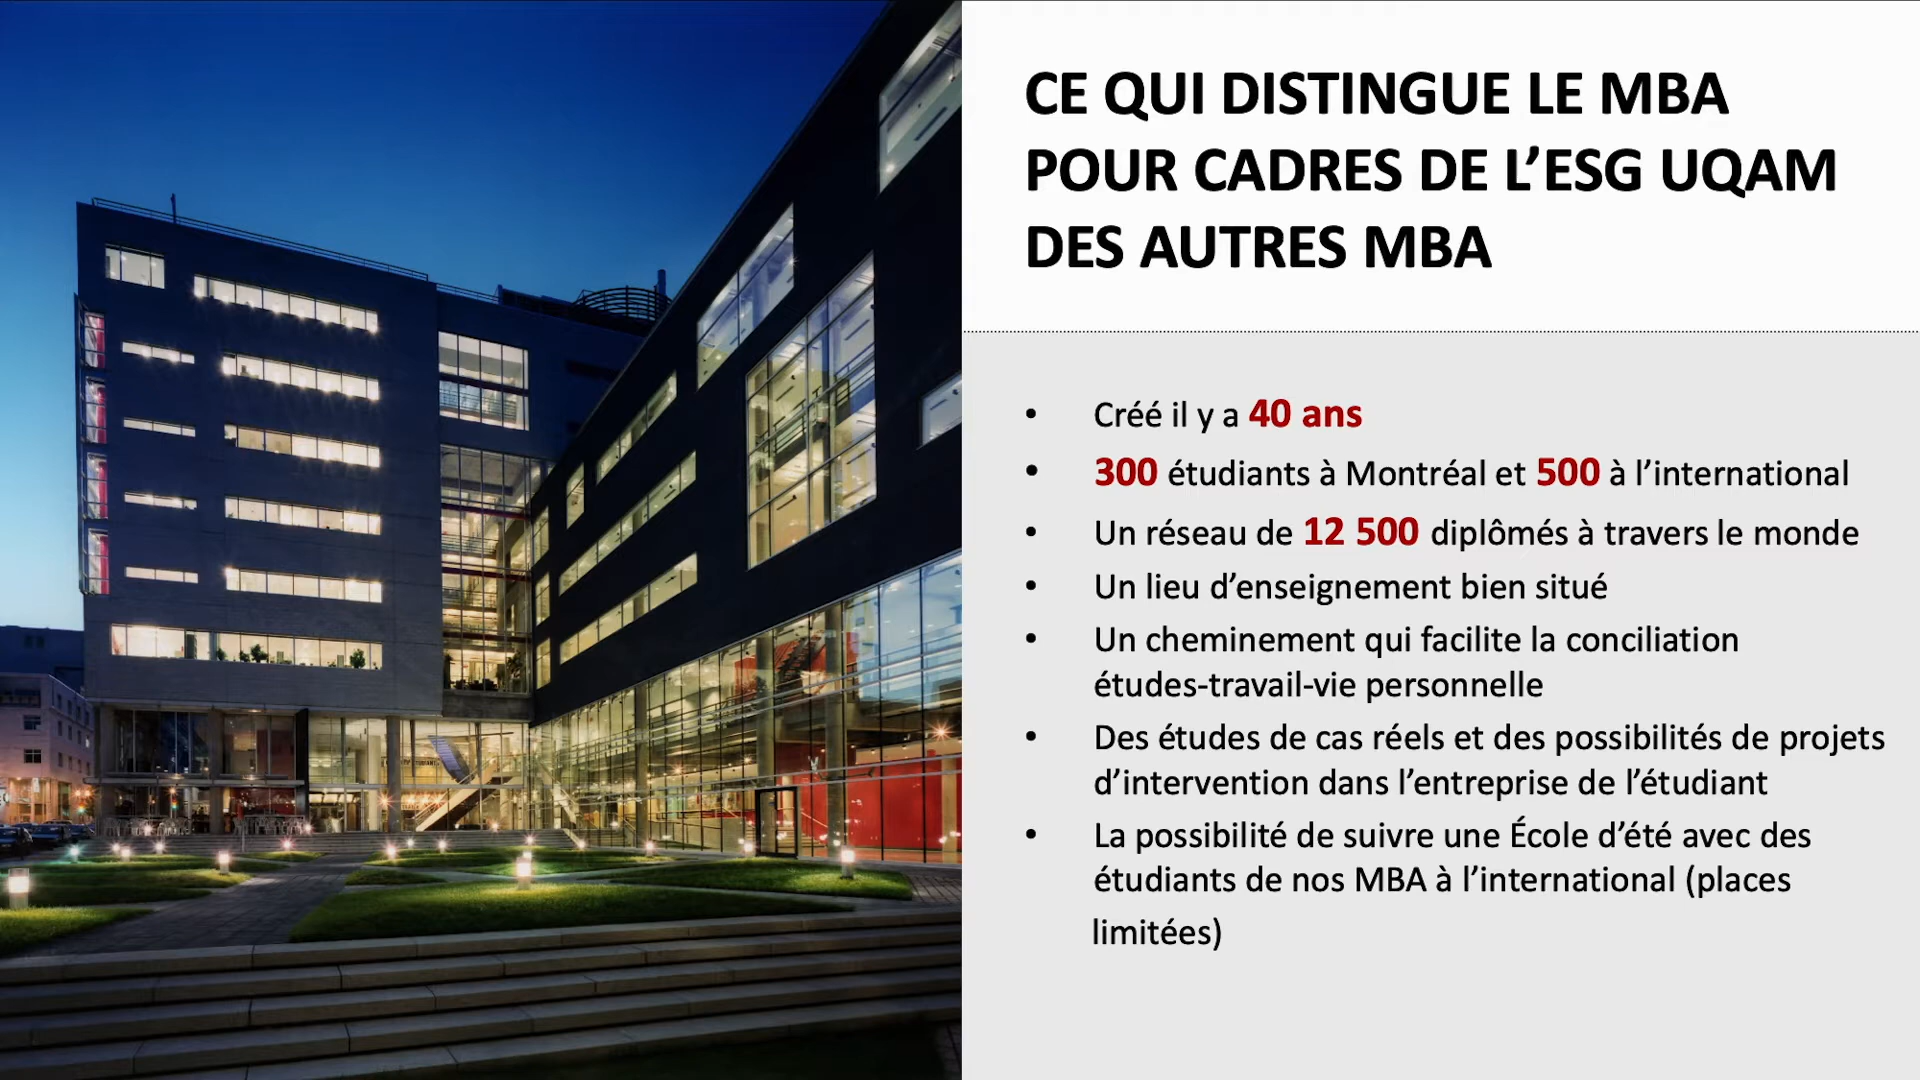 CE QUI DISTINGUE LE MBA
POUR CADRES DE L’ESG UQAM
DES AUTRES MBA
• Créé il y a 40 ans
• 300 étudiants à Montréal et 500 à l’international
• Un réseau de 12 500 diplômés à travers le monde
• Un lieu d’enseignement bien situé
• Un cheminement qui facilite la conciliation
études-travail-vie personnelle
• Des études de cas réels et des possibilités de projets
d’intervention dans l’entreprise de l’étudiant
• La possibilité de suivre une École d’été avec des
étudiants de nos MBA à l’international (places
limitées)